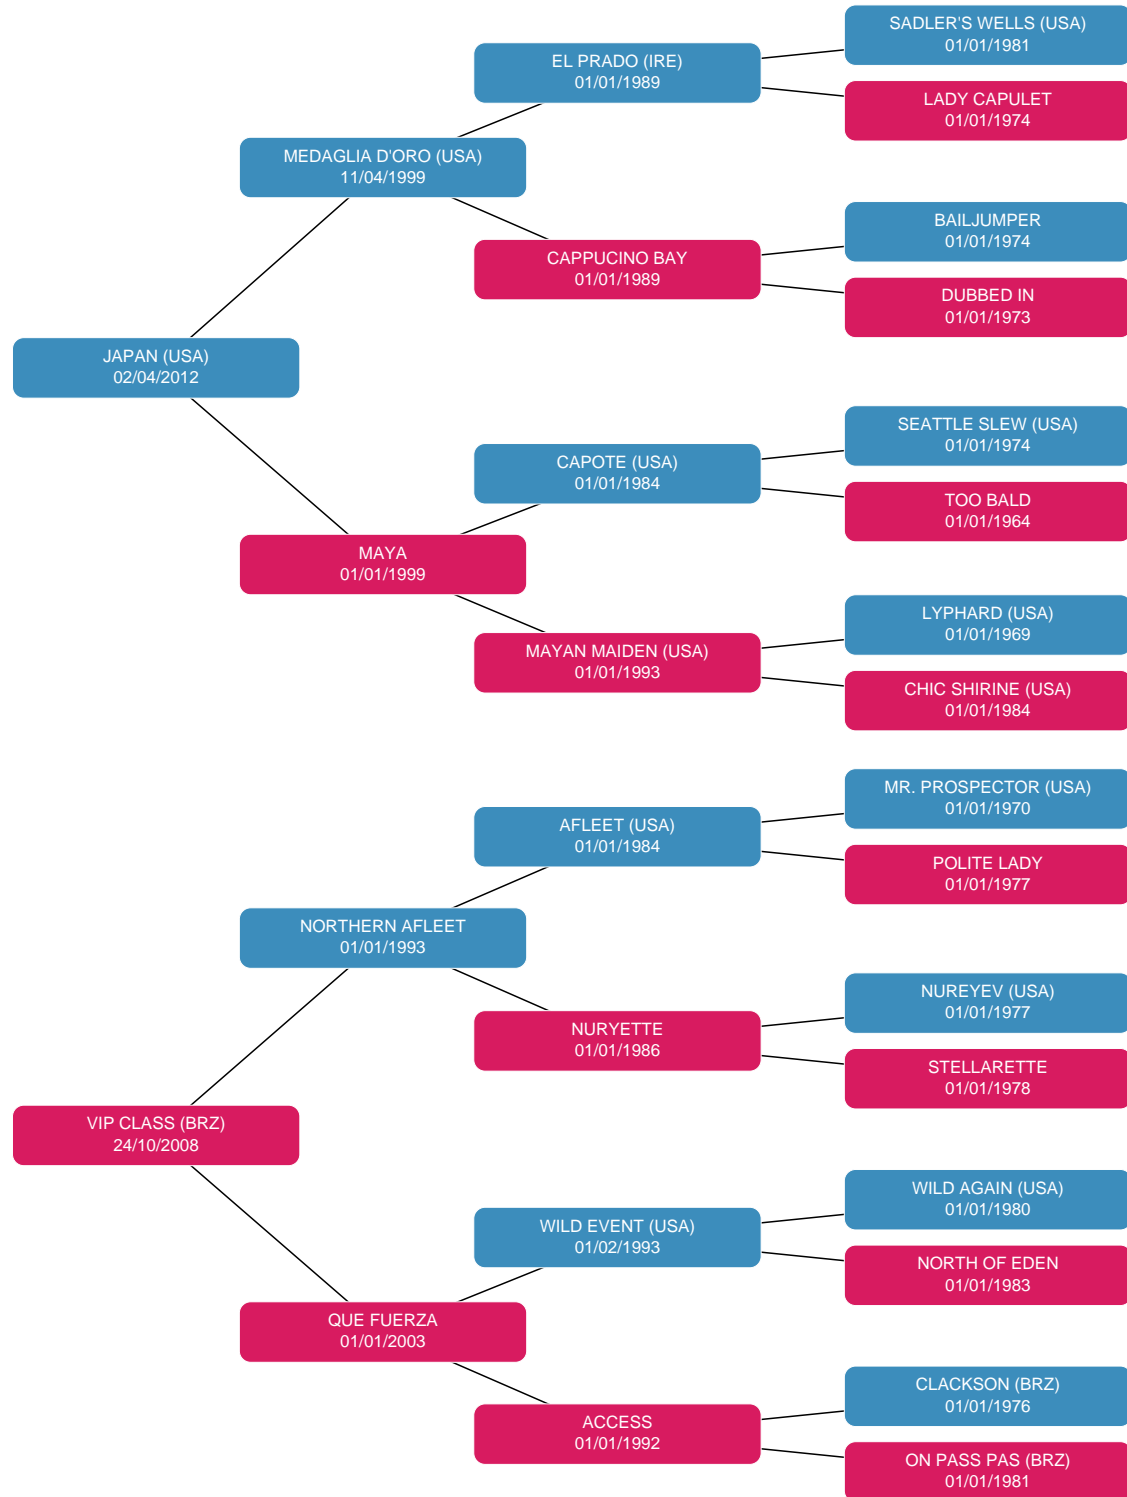 SADLER'S WELLS (USA)
01/01/1981
EL PRADO (IRE)
01/01/1989
LADY CAPULET
01/01/1974
MEDAGLIA D'ORO (USA)
11/04/1999
BAILJUMPER
01/01/1974
CAPPUCINO BAY
01/01/1989
DUBBED IN
01/01/1973
JAPAN (USA)
02/04/2012
SEATTLE SLEW (USA)
01/01/1974
CAPOTE (USA)
01/01/1984
TOO BALD
01/01/1964
MAYA
01/01/1999
LYPHARD (USA)
01/01/1969
MAYAN MAIDEN (USA)
01/01/1993
CHIC SHIRINE (USA)
01/01/1984
MR. PROSPECTOR (USA)
01/01/1970
AFLEET (USA)
01/01/1984
POLITE LADY
01/01/1977
NORTHERN AFLEET
01/01/1993
NUREYEV (USA)
01/01/1977
NURYETTE
01/01/1986
STELLARETTE
01/01/1978
VIP CLASS (BRZ)
24/10/2008
WILD AGAIN (USA)
01/01/1980
WILD EVENT (USA)
01/02/1993
NORTH OF EDEN
01/01/1983
QUE FUERZA
01/01/2003
CLACKSON (BRZ)
01/01/1976
ACCESS
01/01/1992
ON PASS PAS (BRZ)
01/01/1981